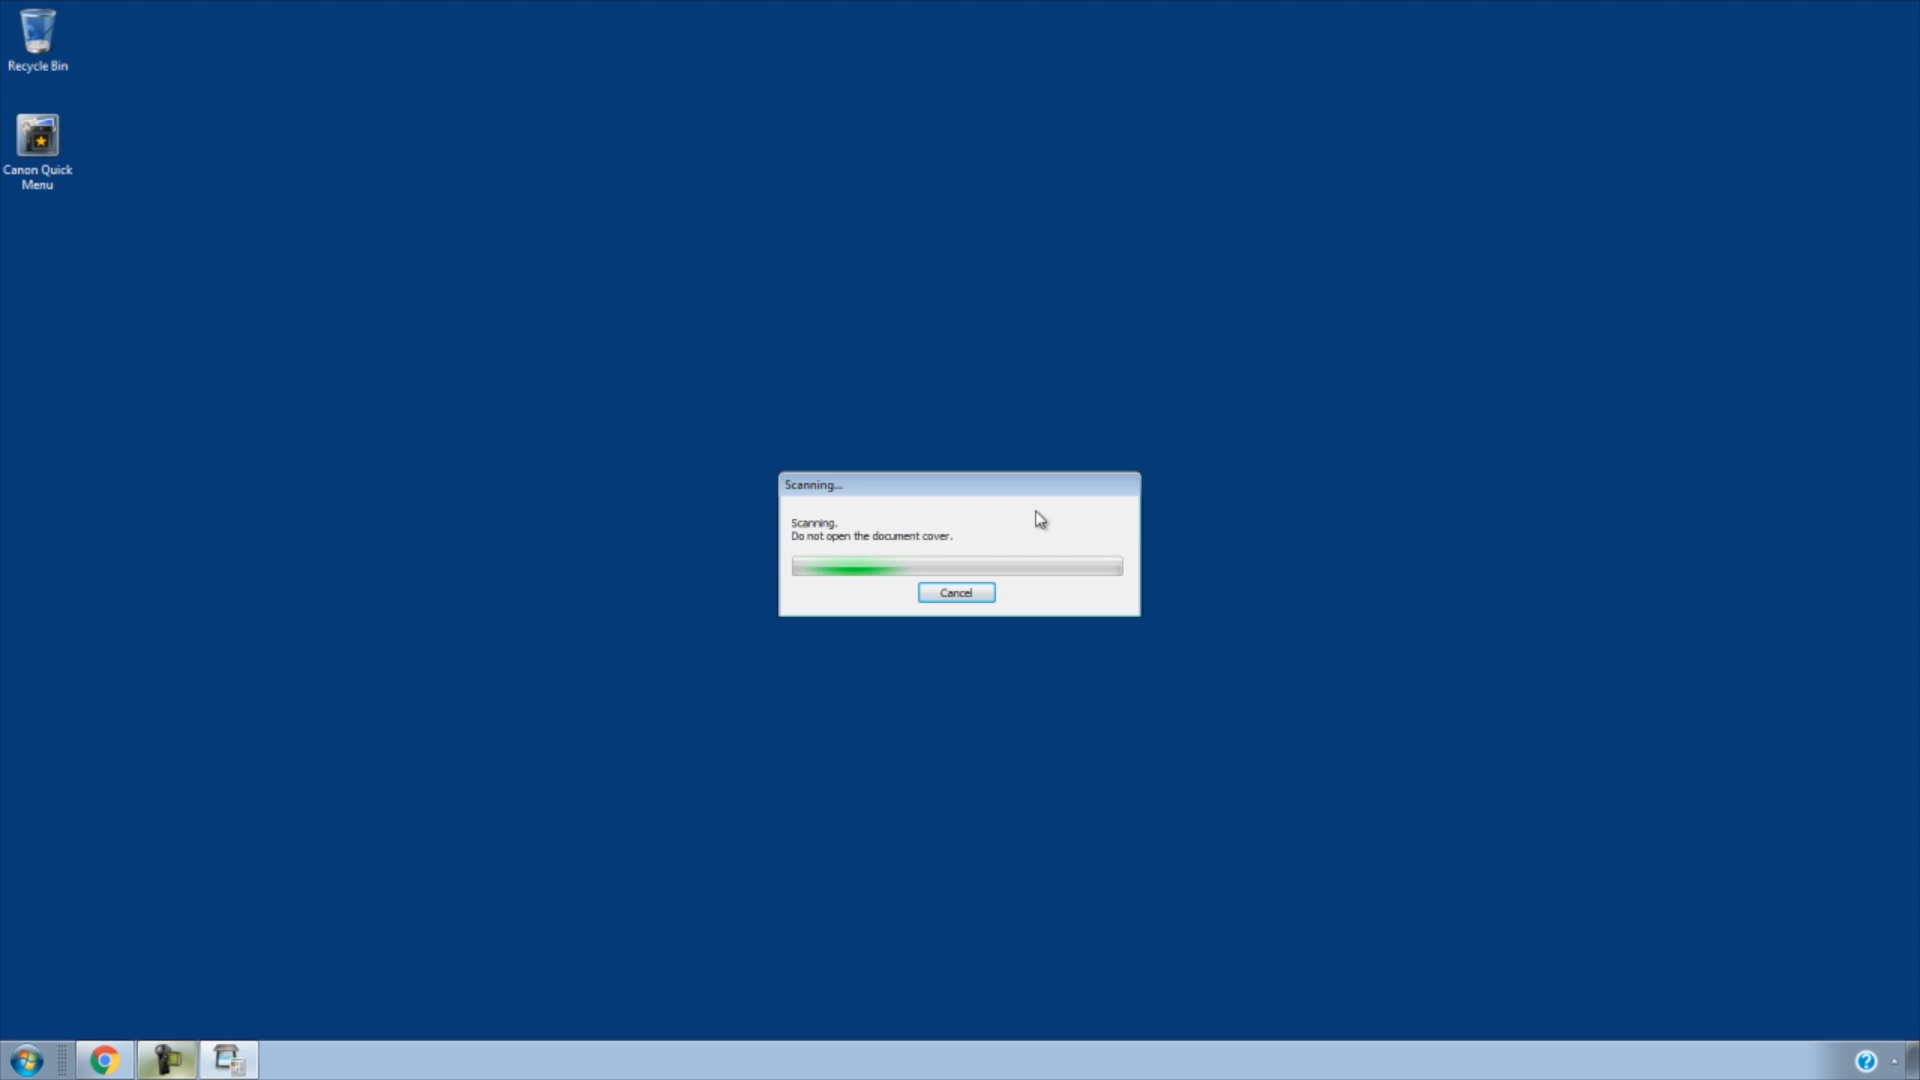 Recycle Bin
Canon Quick
Menu
Scanning...
Scanning.
Do not open the document cover.
Cancel
?